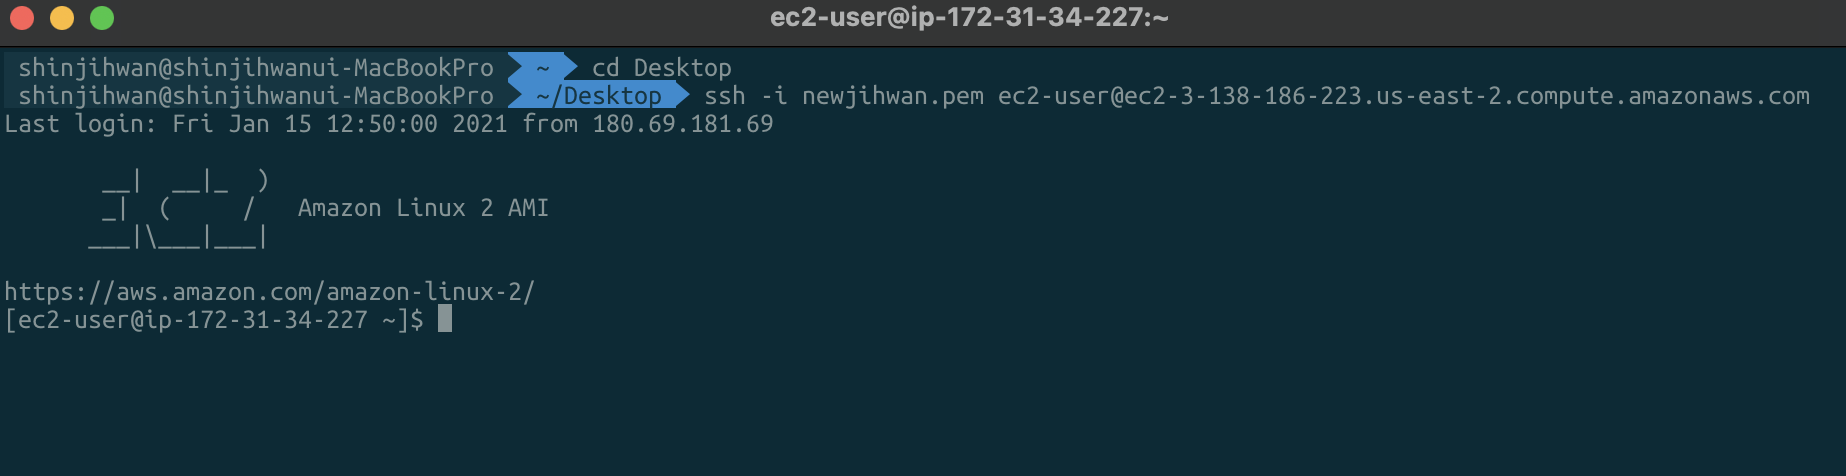 ec2-user@ip-172-31-34-227:~
shinjihwan@shinjihwanui-MacBookPro ~ cd Desktop
shinjihwan@shinjihwanui-MacBookPro ~/Desktop ssh -i newjihwan.pem ec2-user@ec2-3-138-186-223.us-east-2.compute.amazonaws.com
Last login: Fri Jan 15 12:50:00 2021 from 180.69.181.69
       __|  __|_  )
       _|  (     /   Amazon Linux 2 AMI
      ___|\___|___|
https://aws.amazon.com/amazon-linux-2/
[ec2-user@ip-172-31-34-227 ~]$